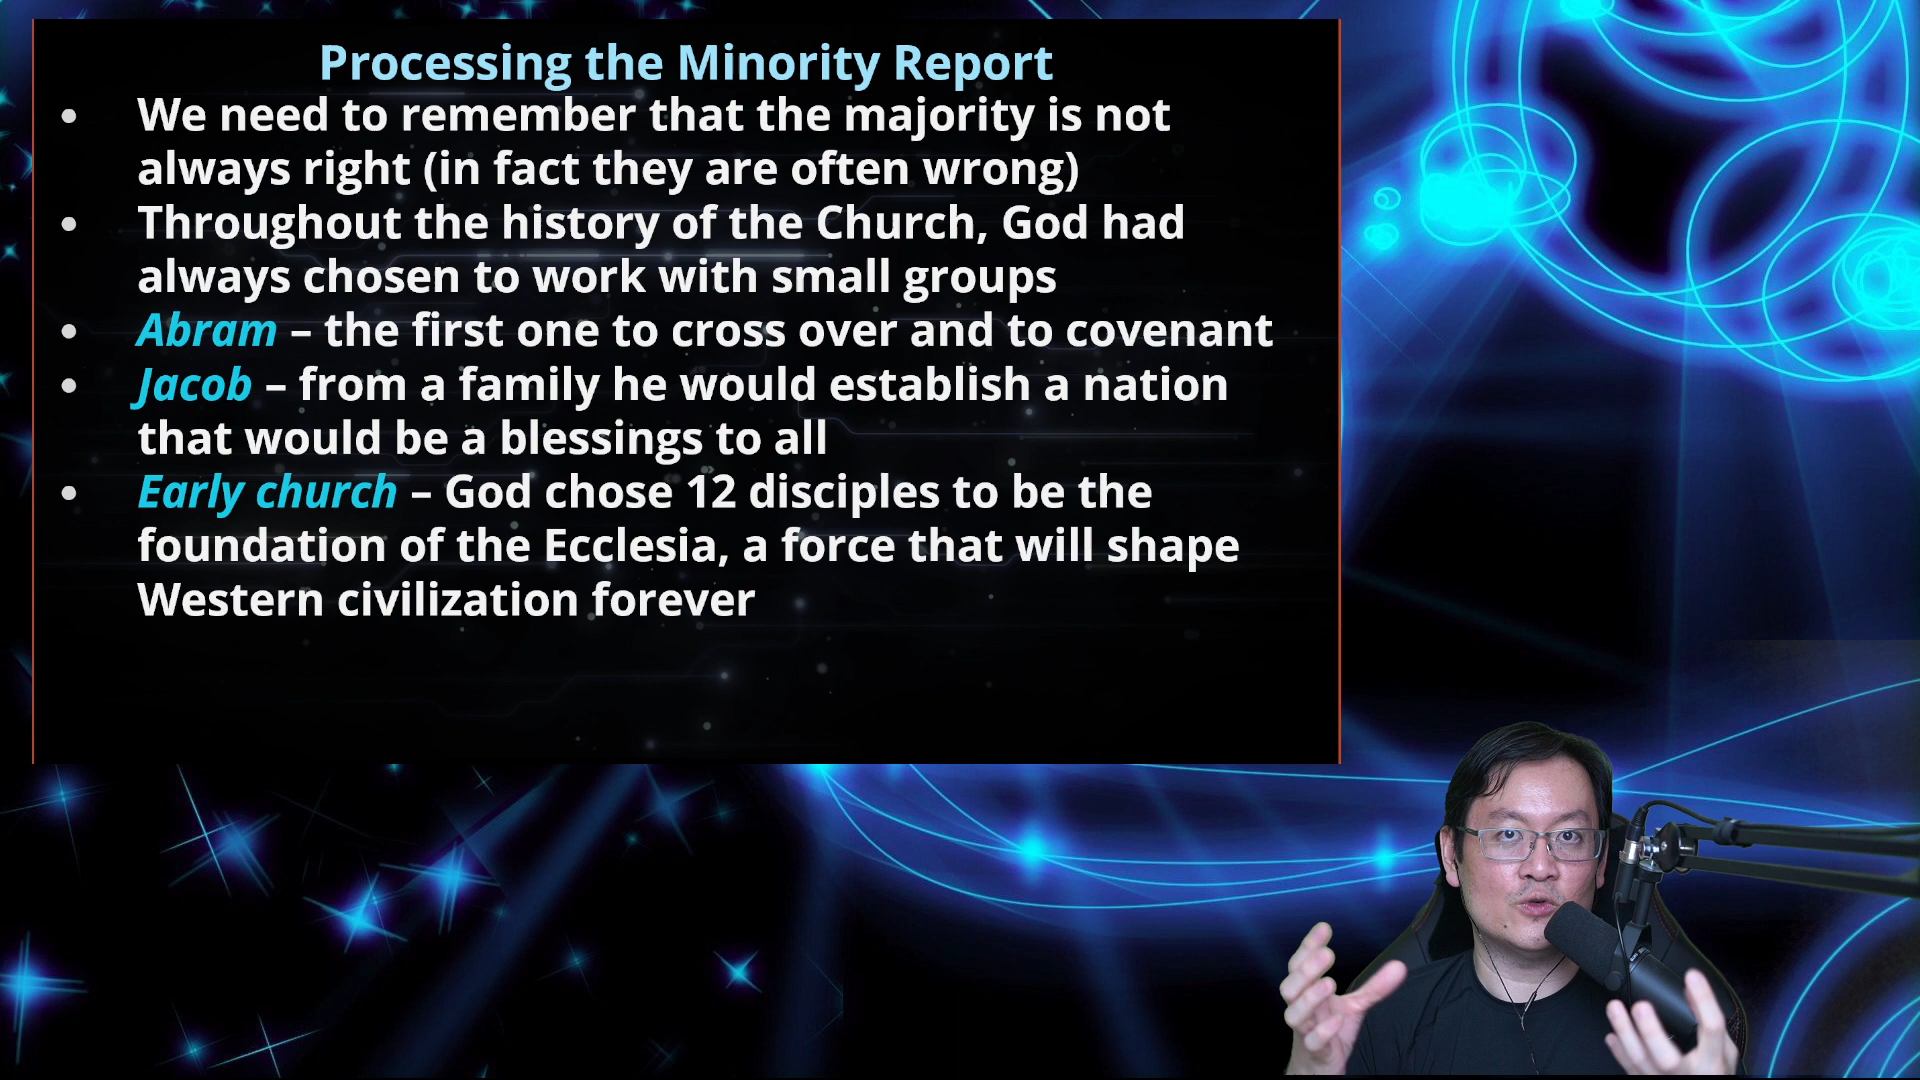 Processing the Minority Report
• We need to remember that the majority is not
always right (in fact they are often wrong)
• Throughout the history of the Church, God had
always chosen to work with small groups
• Abram – the first one to cross over and to covenant
• Jacob – from a family he would establish a nation
that would be a blessings to all
• Early church – God chose 12 disciples to be the
foundation of the Ecclesia, a force that will shape
Western civilization forever